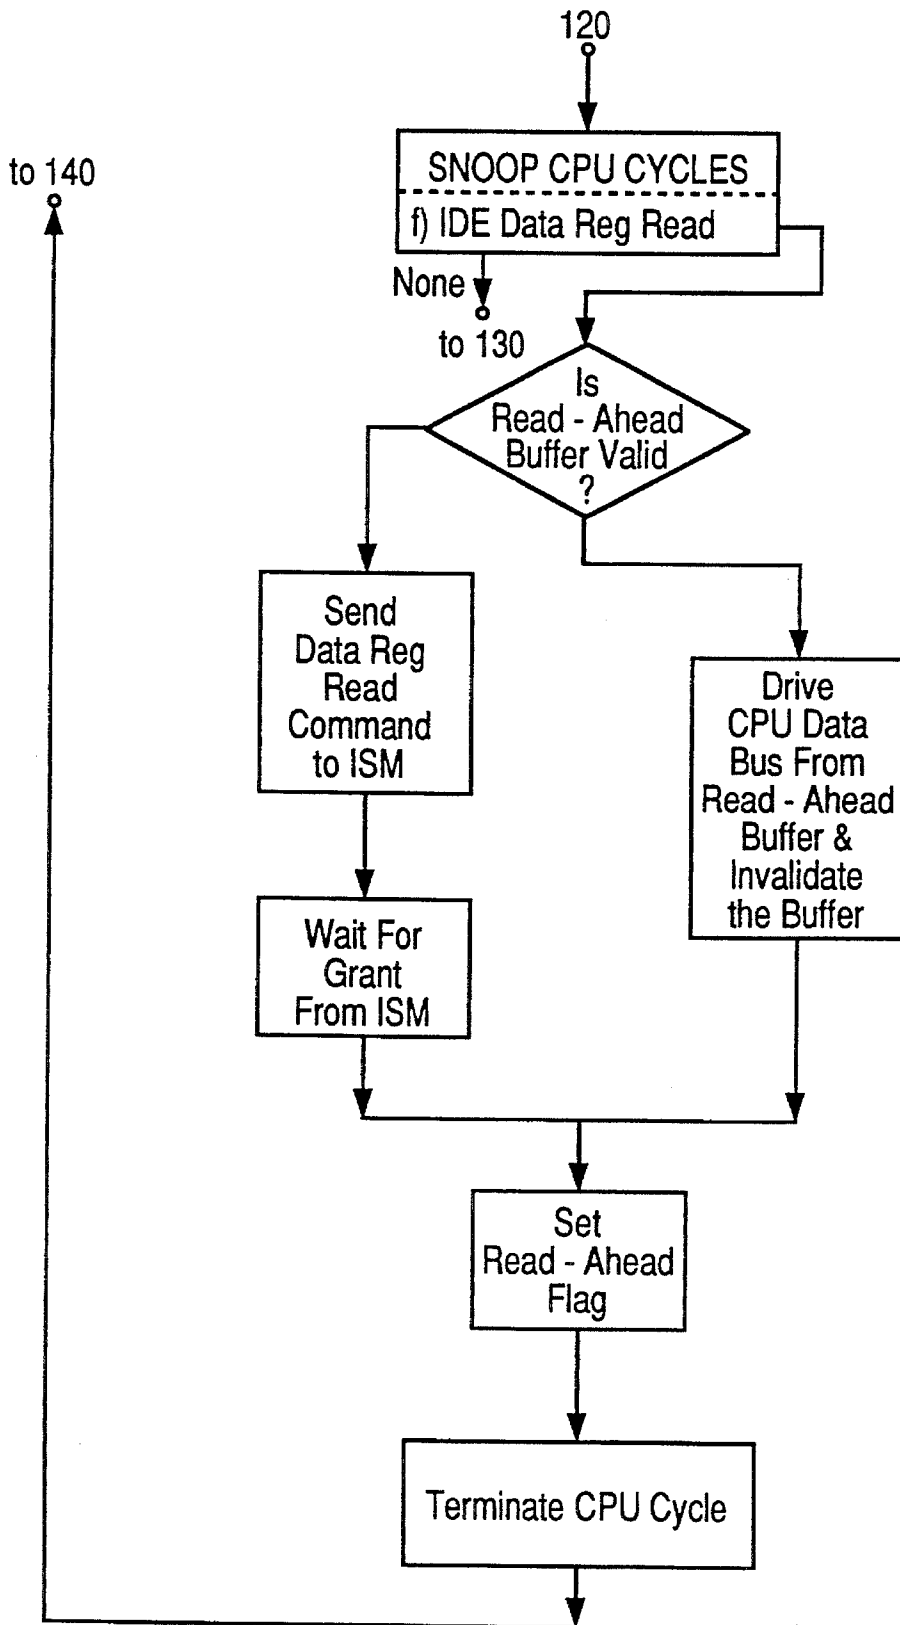 120
to 140
SNOOP CPU CYCLES
f) IDE Data Reg Read
None
to 130
Is
Read - Ahead
Buffer Valid
?
Send
Data Reg
Read
Command
to ISM
Drive
CPU Data
Bus From
Read - Ahead
Buffer &
Invalidate
the Buffer
Wait For
Grant
From ISM
Set
Read - Ahead
Flag
Terminate CPU Cycle